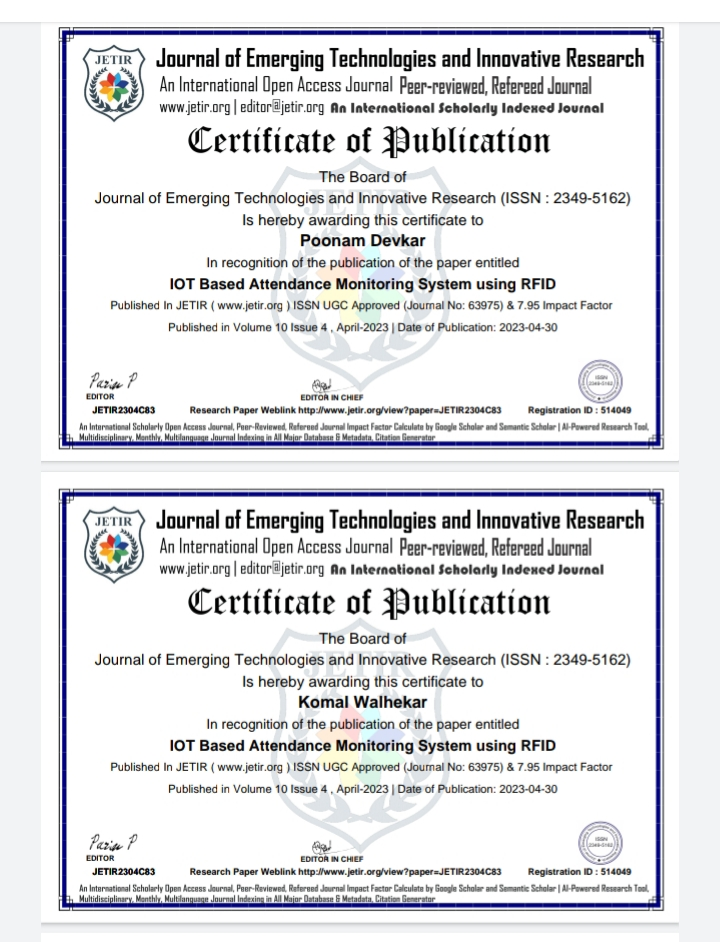 JETIR
Journal of Emerging Technologies and Innovative Research
An International Open Access Journal Peer-reviewed, Refereed Journal
www.jetir.org | editor@jetir.org An International Scholarly Indexed Journal
Certificate of Publication
The Board of
JETIR
Journal of Emerging Technologies and Innovative Research (ISSN : 2349-5162)
Is hereby awarding this certificate to
Poonam Devkar
In recognition of the publication of the paper entitled
IOT Based Attendance Monitoring System using RFID
Published In JETIR ( www.jetir.org ) ISSN UGC Approved (Journal No: 63975) & 7.95 Impact Factor
Published in Volume 10 Issue 4 , April-2023 | Date of Publication: 2023-04-30
Paria P
ISSN
2349-5162
EDITOR
EDITOR IN CHIEF
JETIR2304C83 Research Paper Weblink http://www.jetir.org/view?paper=JETIR2304C83 Registration ID : 514049
An International Scholarly Open Access Journal, Peer-Reviewed, Refereed Journal Impact Factor Calculate by Google Scholar and Semantic Scholar | AI-Powered Research Tool,
Multidisciplinary, Monthly, Multilanguage Journal Indexing in All Major Database & Metadata, Citation Generator
JETIR
Journal of Emerging Technologies and Innovative Research
An International Open Access Journal Peer-reviewed, Refereed Journal
www.jetir.org | editor@jetir.org An International Scholarly Indexed Journal
Certificate of Publication
The Board of
JETIR
Journal of Emerging Technologies and Innovative Research (ISSN : 2349-5162)
Is hereby awarding this certificate to
Komal Walhekar
In recognition of the publication of the paper entitled
IOT Based Attendance Monitoring System using RFID
Published In JETIR ( www.jetir.org ) ISSN UGC Approved (Journal No: 63975) & 7.95 Impact Factor
Published in Volume 10 Issue 4 , April-2023 | Date of Publication: 2023-04-30
Paria P
ISSN
2349-5162
EDITOR
EDITOR IN CHIEF
JETIR2304C83 Research Paper Weblink http://www.jetir.org/view?paper=JETIR2304C83 Registration ID : 514049
An International Scholarly Open Access Journal, Peer-Reviewed, Refereed Journal Impact Factor Calculate by Google Scholar and Semantic Scholar | AI-Powered Research Tool,
Multidisciplinary, Monthly, Multilanguage Journal Indexing in All Major Database & Metadata, Citation Generator